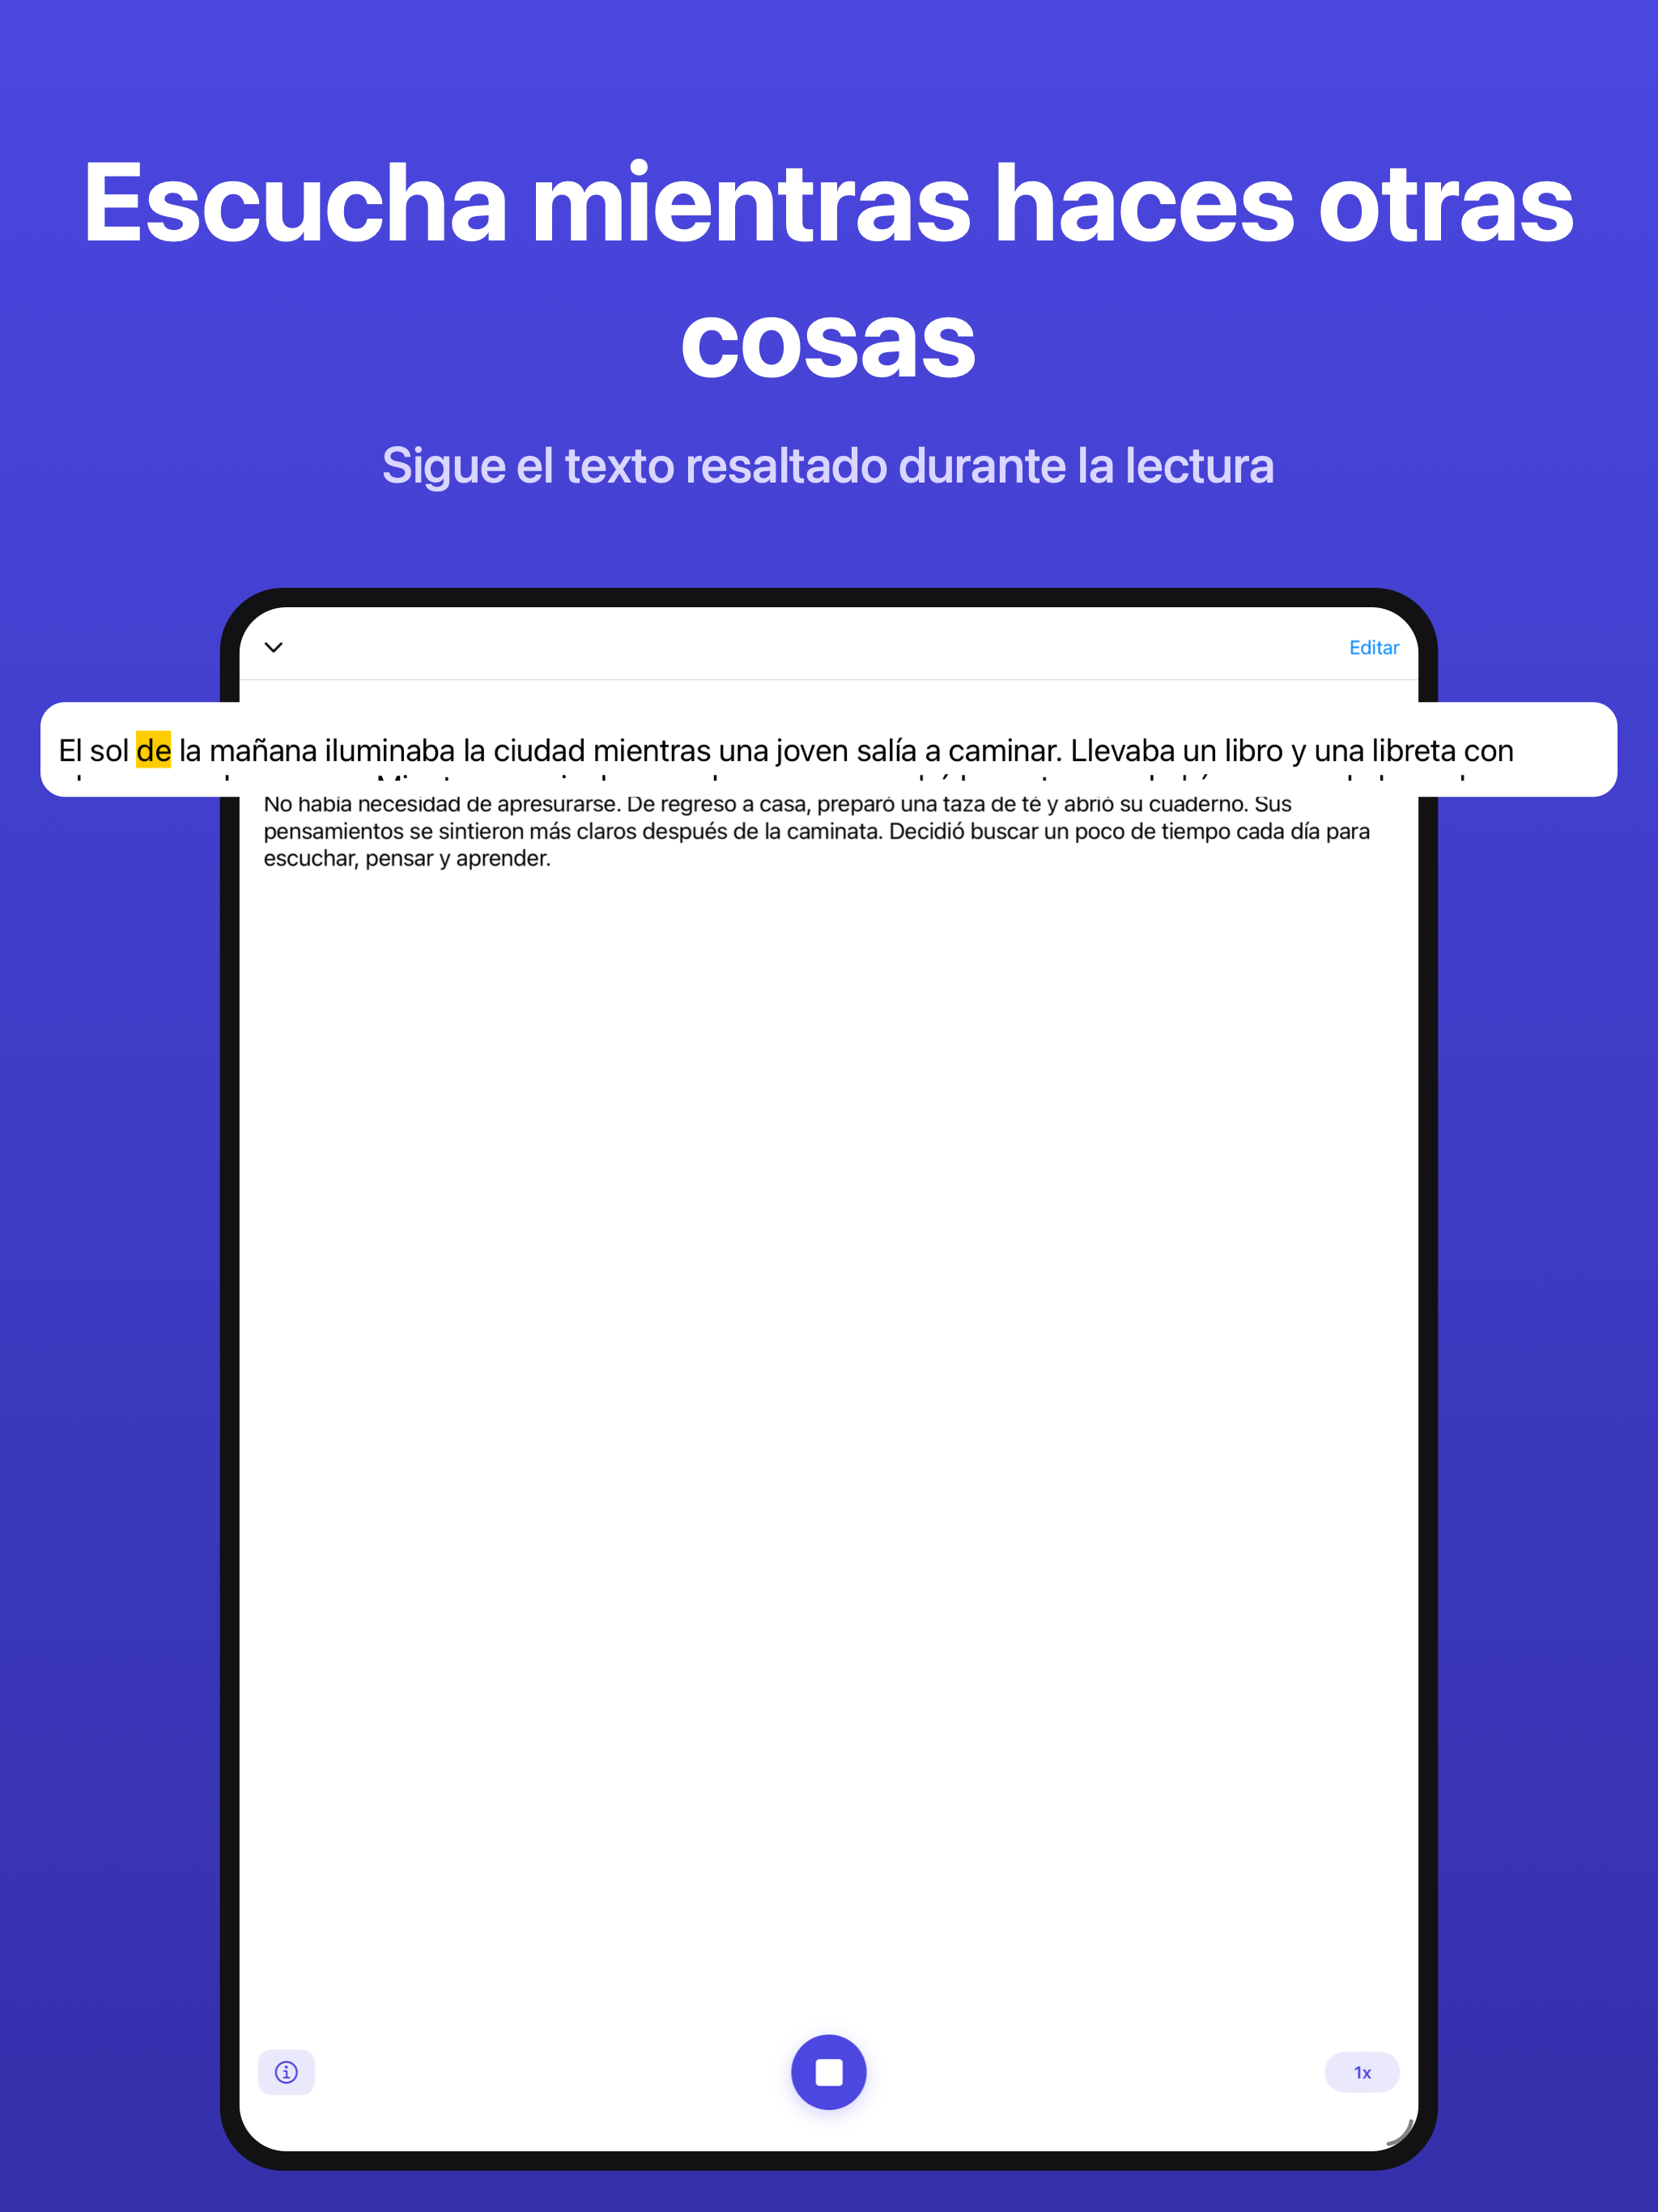 Escucha mientras haces otras
cosas
Sigue el texto resaltado durante la lectura
Editar
El sol de la mañana iluminaba la ciudad mientras una joven salía a caminar. Llevaba un libro y una libreta con
No había necesidad de apresurarse. De regreso a casa, preparó una taza de té y abrió su cuaderno. Sus
pensamientos se sintieron más claros después de la caminata. Decidió buscar un poco de tiempo cada día para
escuchar, pensar y aprender.
1x